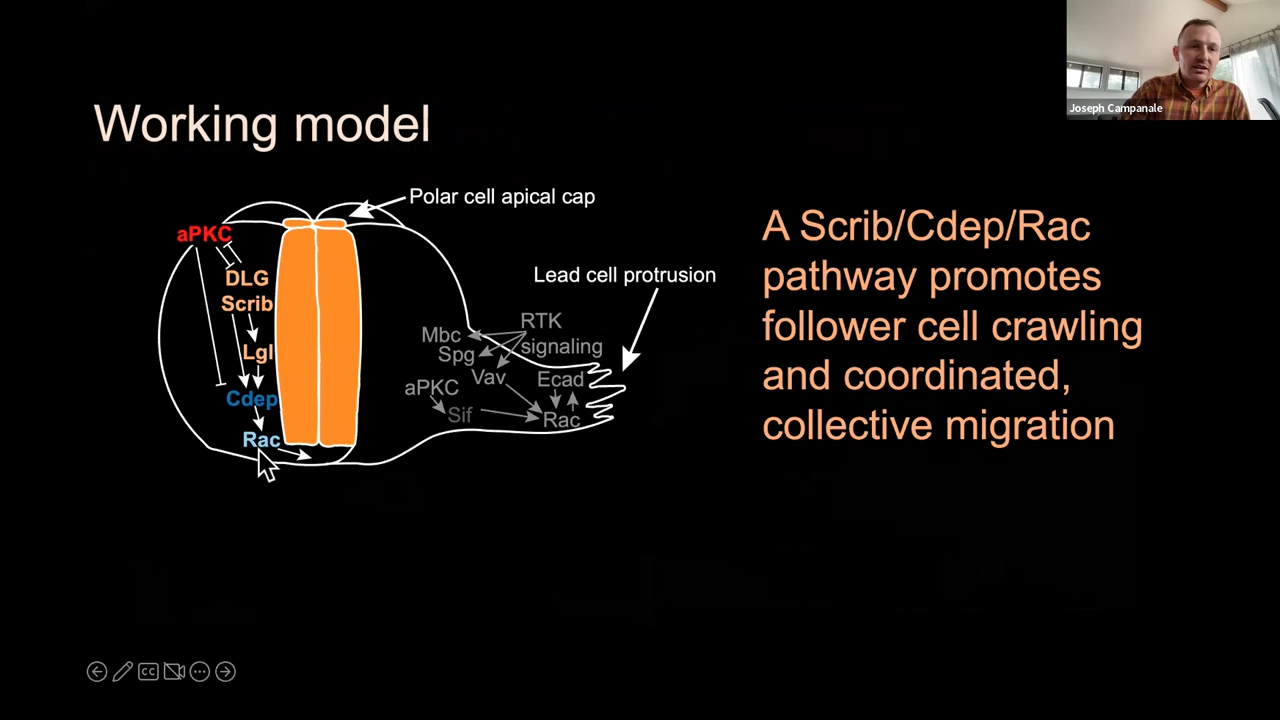 Joseph Campanale
Working model
Polar cell apical cap
aPKC
DLG
Scrib
Lgl
Cdep
Rac
Lead cell protrusion
RTK
signaling
Mbc
Spg
Vav
Ecad
aPKC
Sif
Rac
A Scrib/Cdep/Rac
pathway promotes
follower cell crawling
and coordinated,
collective migration
CC